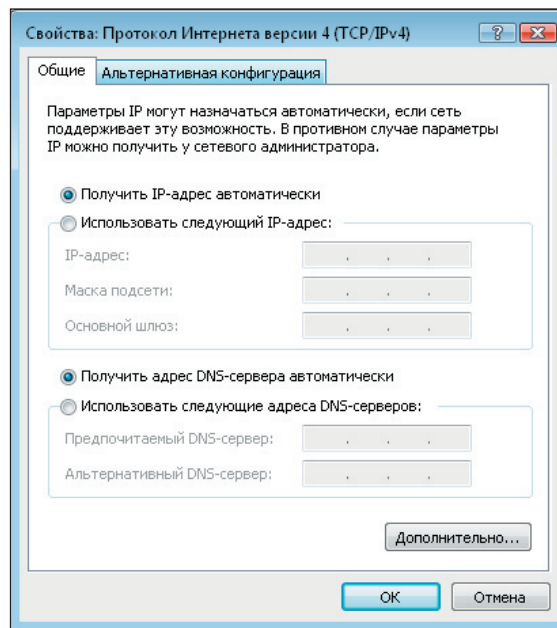 Свойства: Протокол Интернета версии 4 (TCP/IPv4)
Общие Альтернативная конфигурация
Параметры IP могут назначаться автоматически, если сеть
поддерживает эту возможность. В противном случае параметры
IP можно получить у сетевого администратора.
Получить IP-адрес автоматически
Использовать следующий IP-адрес:
IP-адрес:
Маска подсети:
Основной шлюз:
Получить адрес DNS-сервера автоматически
Использовать следующие адреса DNS-серверов:
Предпочитаемый DNS-сервер:
Альтернативный DNS-сервер:
Дополнительно...
ОК Отмена